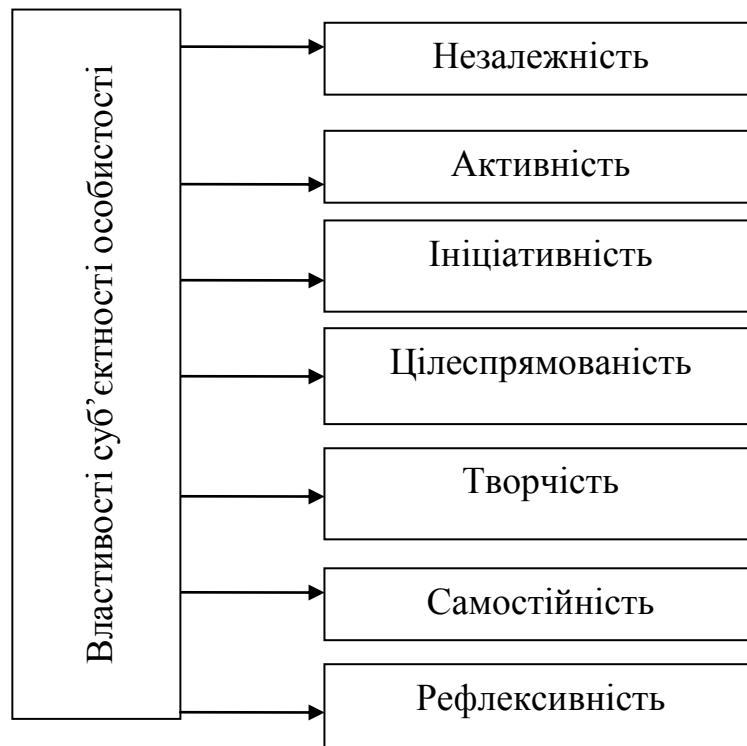 Властивості суб’єктності особистості
Незалежність
Активність
Ініціативність
Цілеспрямованість
Творчість
Самостійність
Рефлексивність